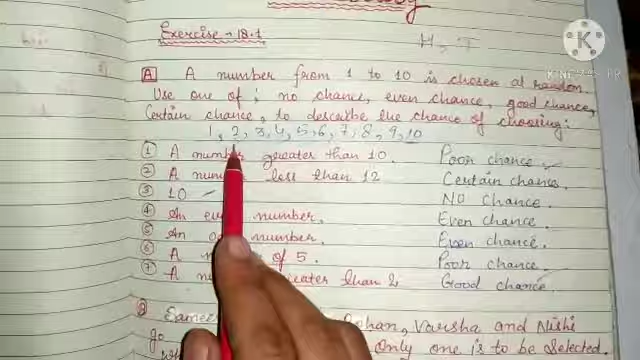 Exercise - 18.1
H, T
A A number from 1 to 10 is chosen at random.
Use one of; no chance, even chance, good chance,
Certain chance, to describe the chance of choosing:
1, 2, 3, 4, 5, 6, 7, 8, 9, 10
1 A number greater than 10. Poor chance
2 A less than 12 Certain chance
3 10 No Chance
4 An even number. Even chance.
5 An number. Even chance.
6 A of 5. Poor chance
7 A than 2 Good chance
Rohan, Varsha and Nishi
go Only one is to be selected.
KINEMASTER